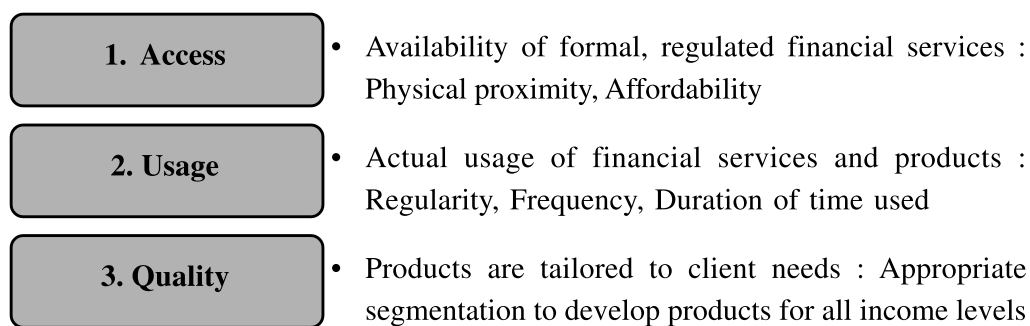 1. Access
• Availability of formal, regulated financial services :
Physical proximity, Affordability
2. Usage
• Actual usage of financial services and products :
Regularity, Frequency, Duration of time used
3. Quality
• Products are tailored to client needs : Appropriate
segmentation to develop products for all income levels